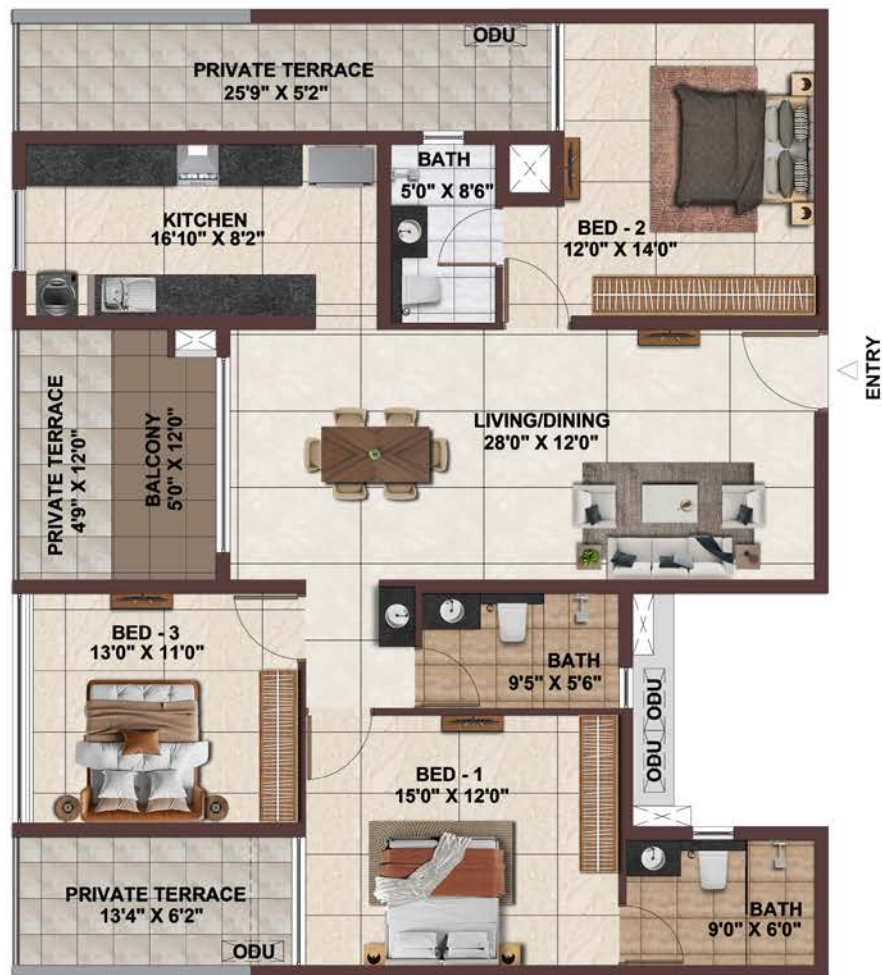 ODU
PRIVATE TERRACE
25'9" X 5'2"
BATH
5'0" X 8'6"
KITCHEN
16'10" X 8'2"
BED - 2
12'0" X 14'0"
ENTRY
LIVING/DINING
28'0" X 12'0"
PRIVATE TERRACE
4'9" X 12'0"
BALCONY
5'0" X 12'0"
BED - 3
13'0" X 11'0"
BATH
9'5" X 5'6"
ODU
ODU
BED - 1
15'0" X 12'0"
PRIVATE TERRACE
13'4" X 6'2"
BATH
9'0" X 6'0"
ODU